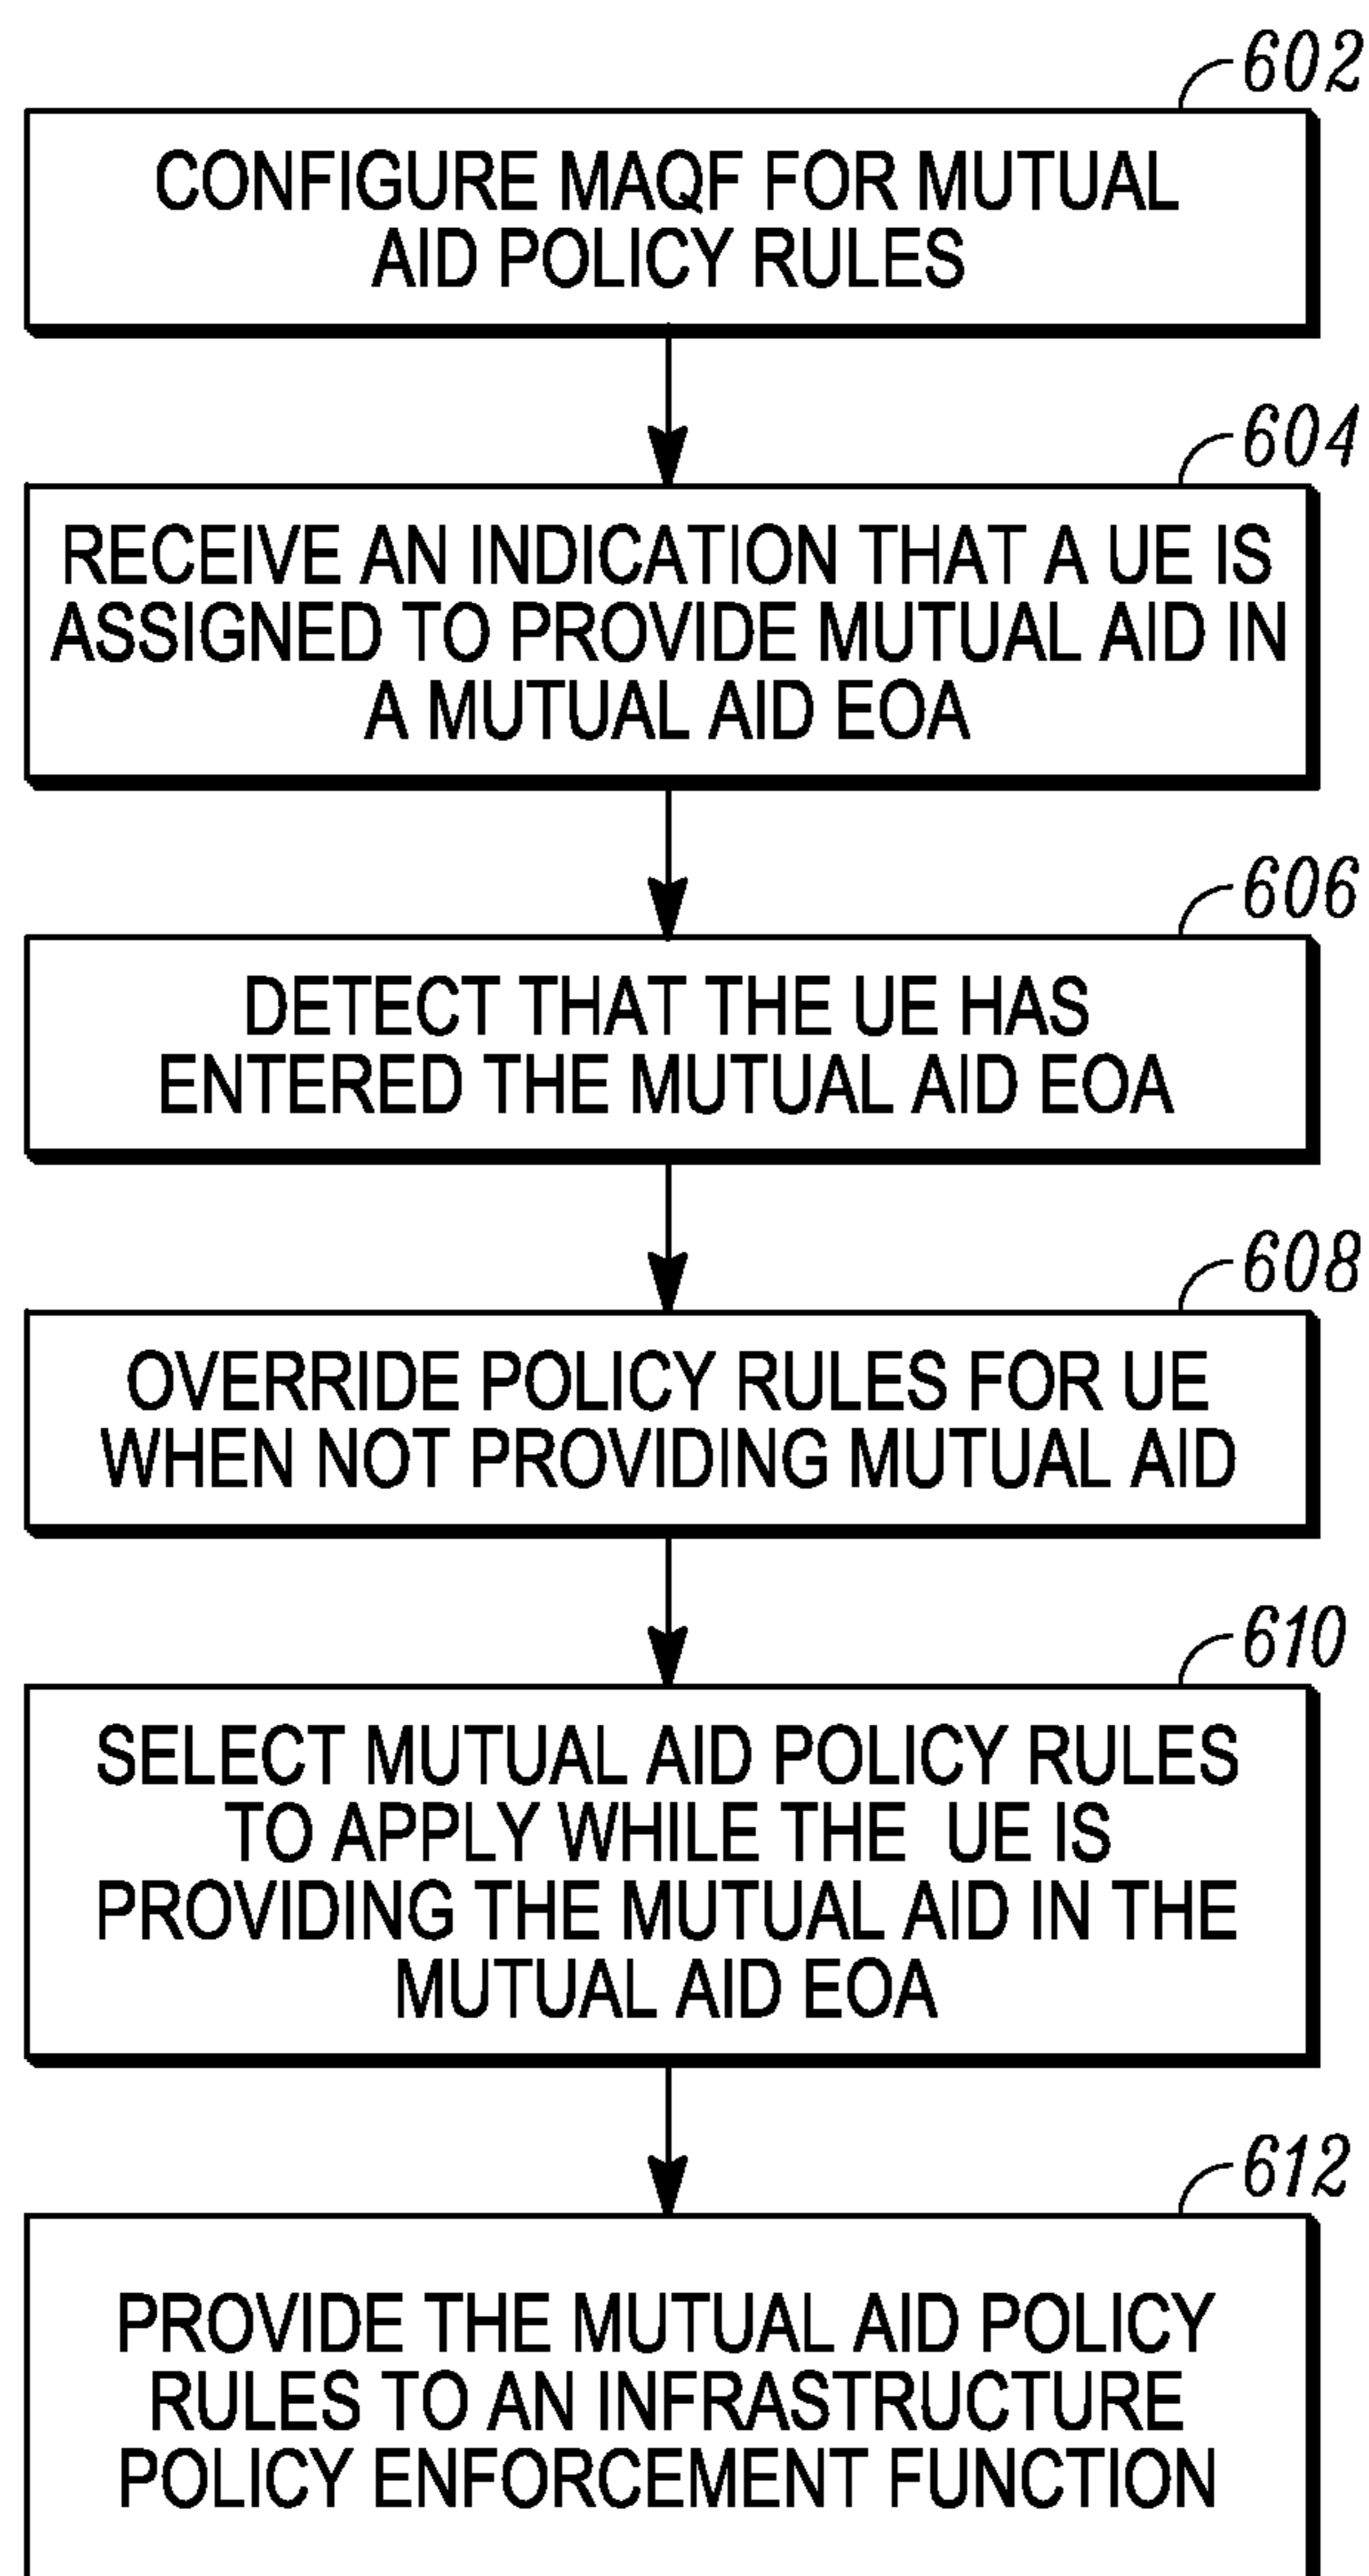 602
CONFIGURE MAQF FOR MUTUAL
AID POLICY RULES
604
RECEIVE AN INDICATION THAT A UE IS
ASSIGNED TO PROVIDE MUTUAL AID IN
A MUTUAL AID EOA
606
DETECT THAT THE UE HAS
ENTERED THE MUTUAL AID EOA
608
OVERRIDE POLICY RULES FOR UE
WHEN NOT PROVIDING MUTUAL AID
610
SELECT MUTUAL AID POLICY RULES
TO APPLY WHILE THE UE IS
PROVIDING THE MUTUAL AID IN THE
MUTUAL AID EOA
612
PROVIDE THE MUTUAL AID POLICY
RULES TO AN INFRASTRUCTURE
POLICY ENFORCEMENT FUNCTION